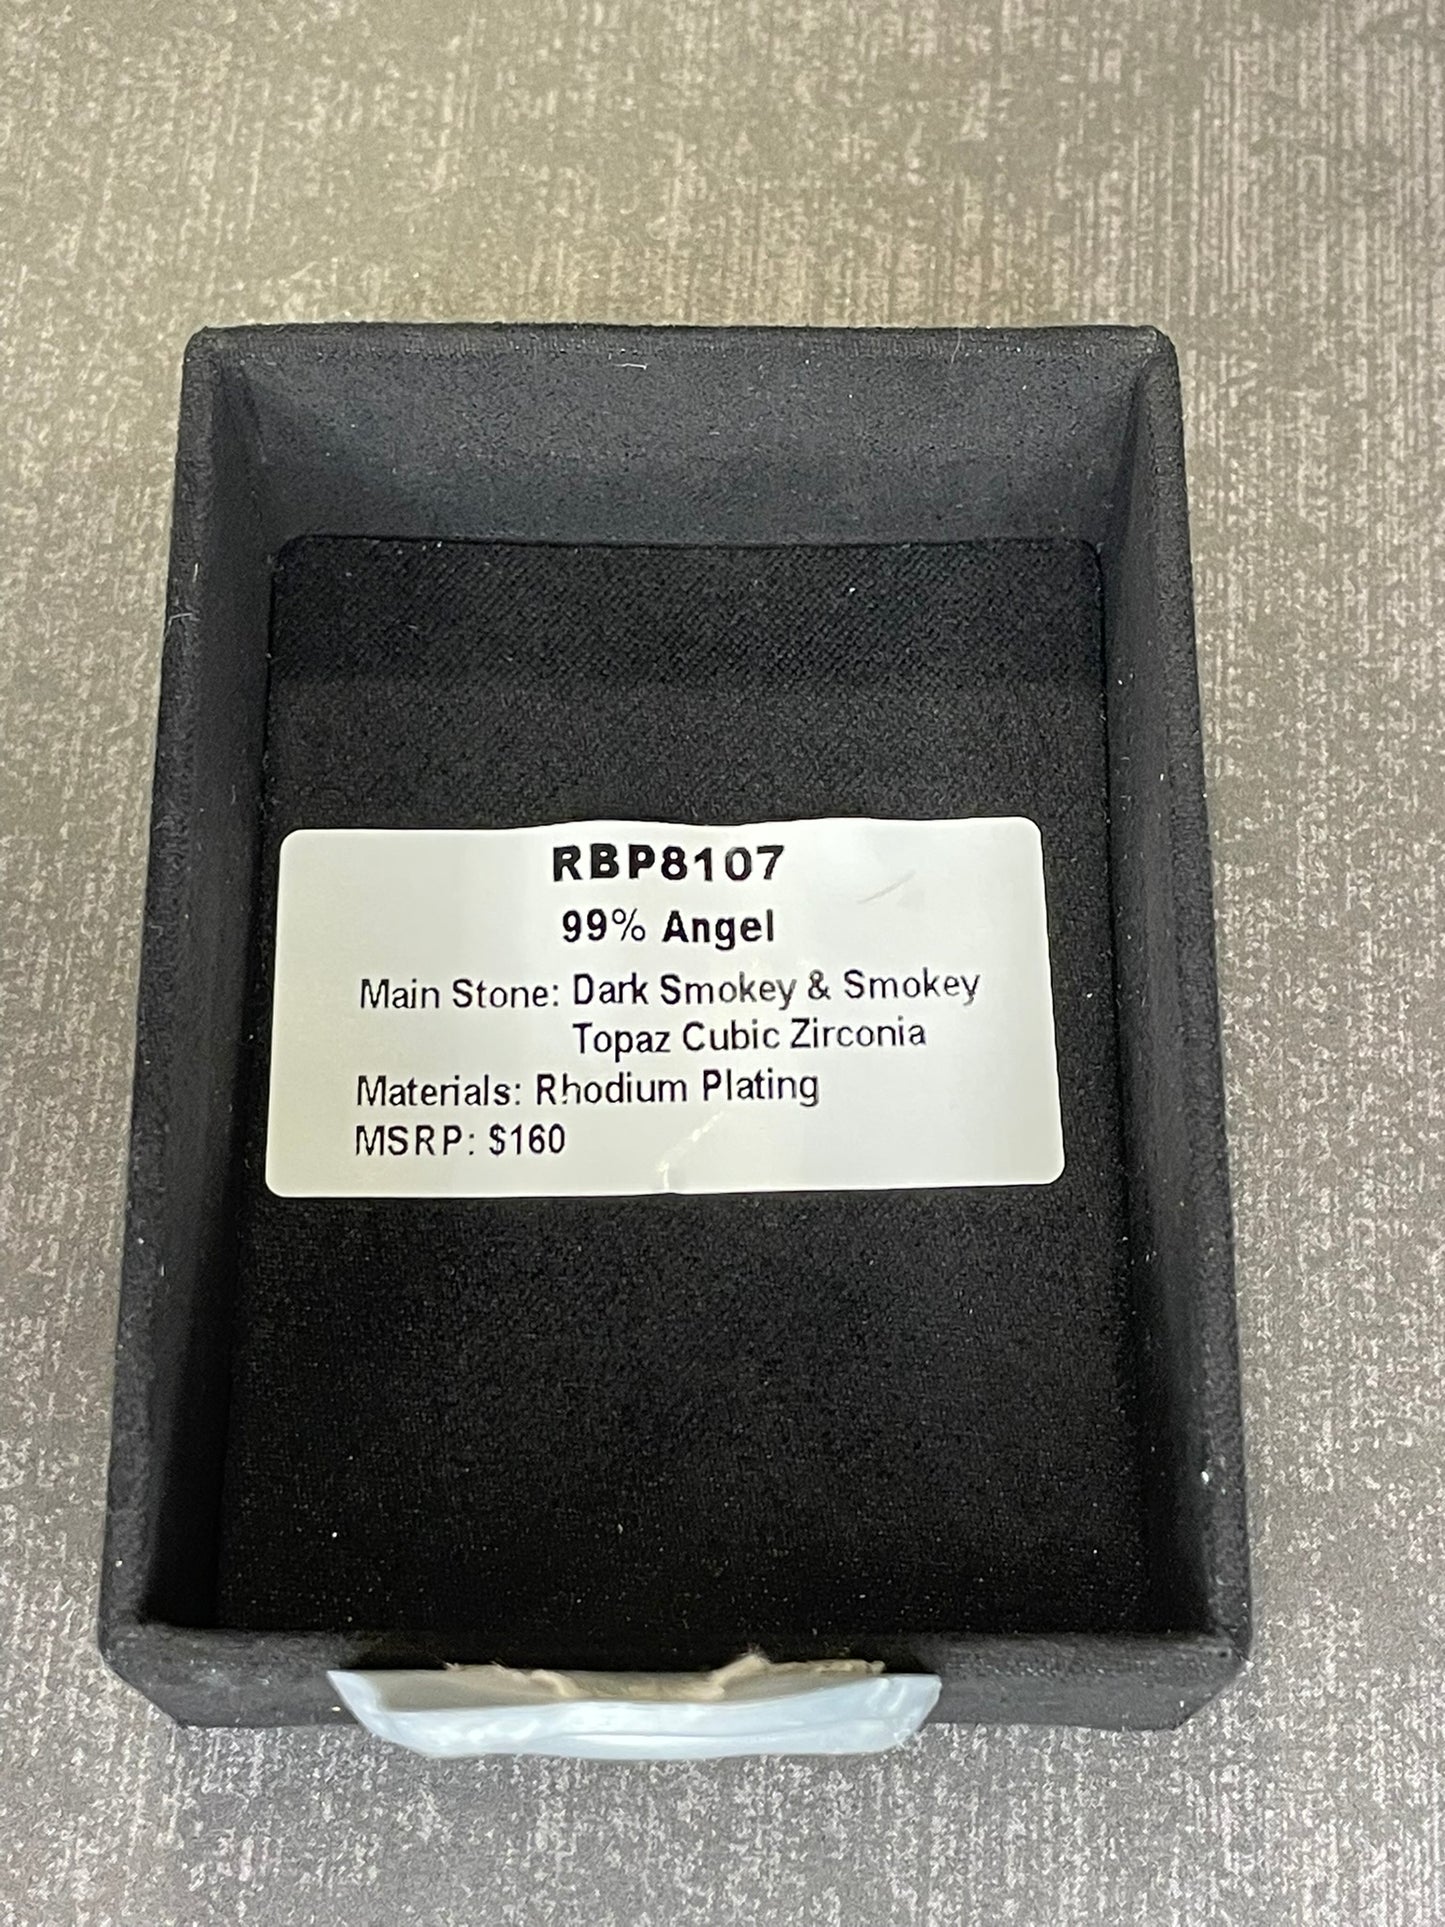 RBP8107
99% Angel
Main Stone: Dark Smokey & Smokey
Topaz Cubic Zirconia
Materials: Rhodium Plating
MSRP: $160